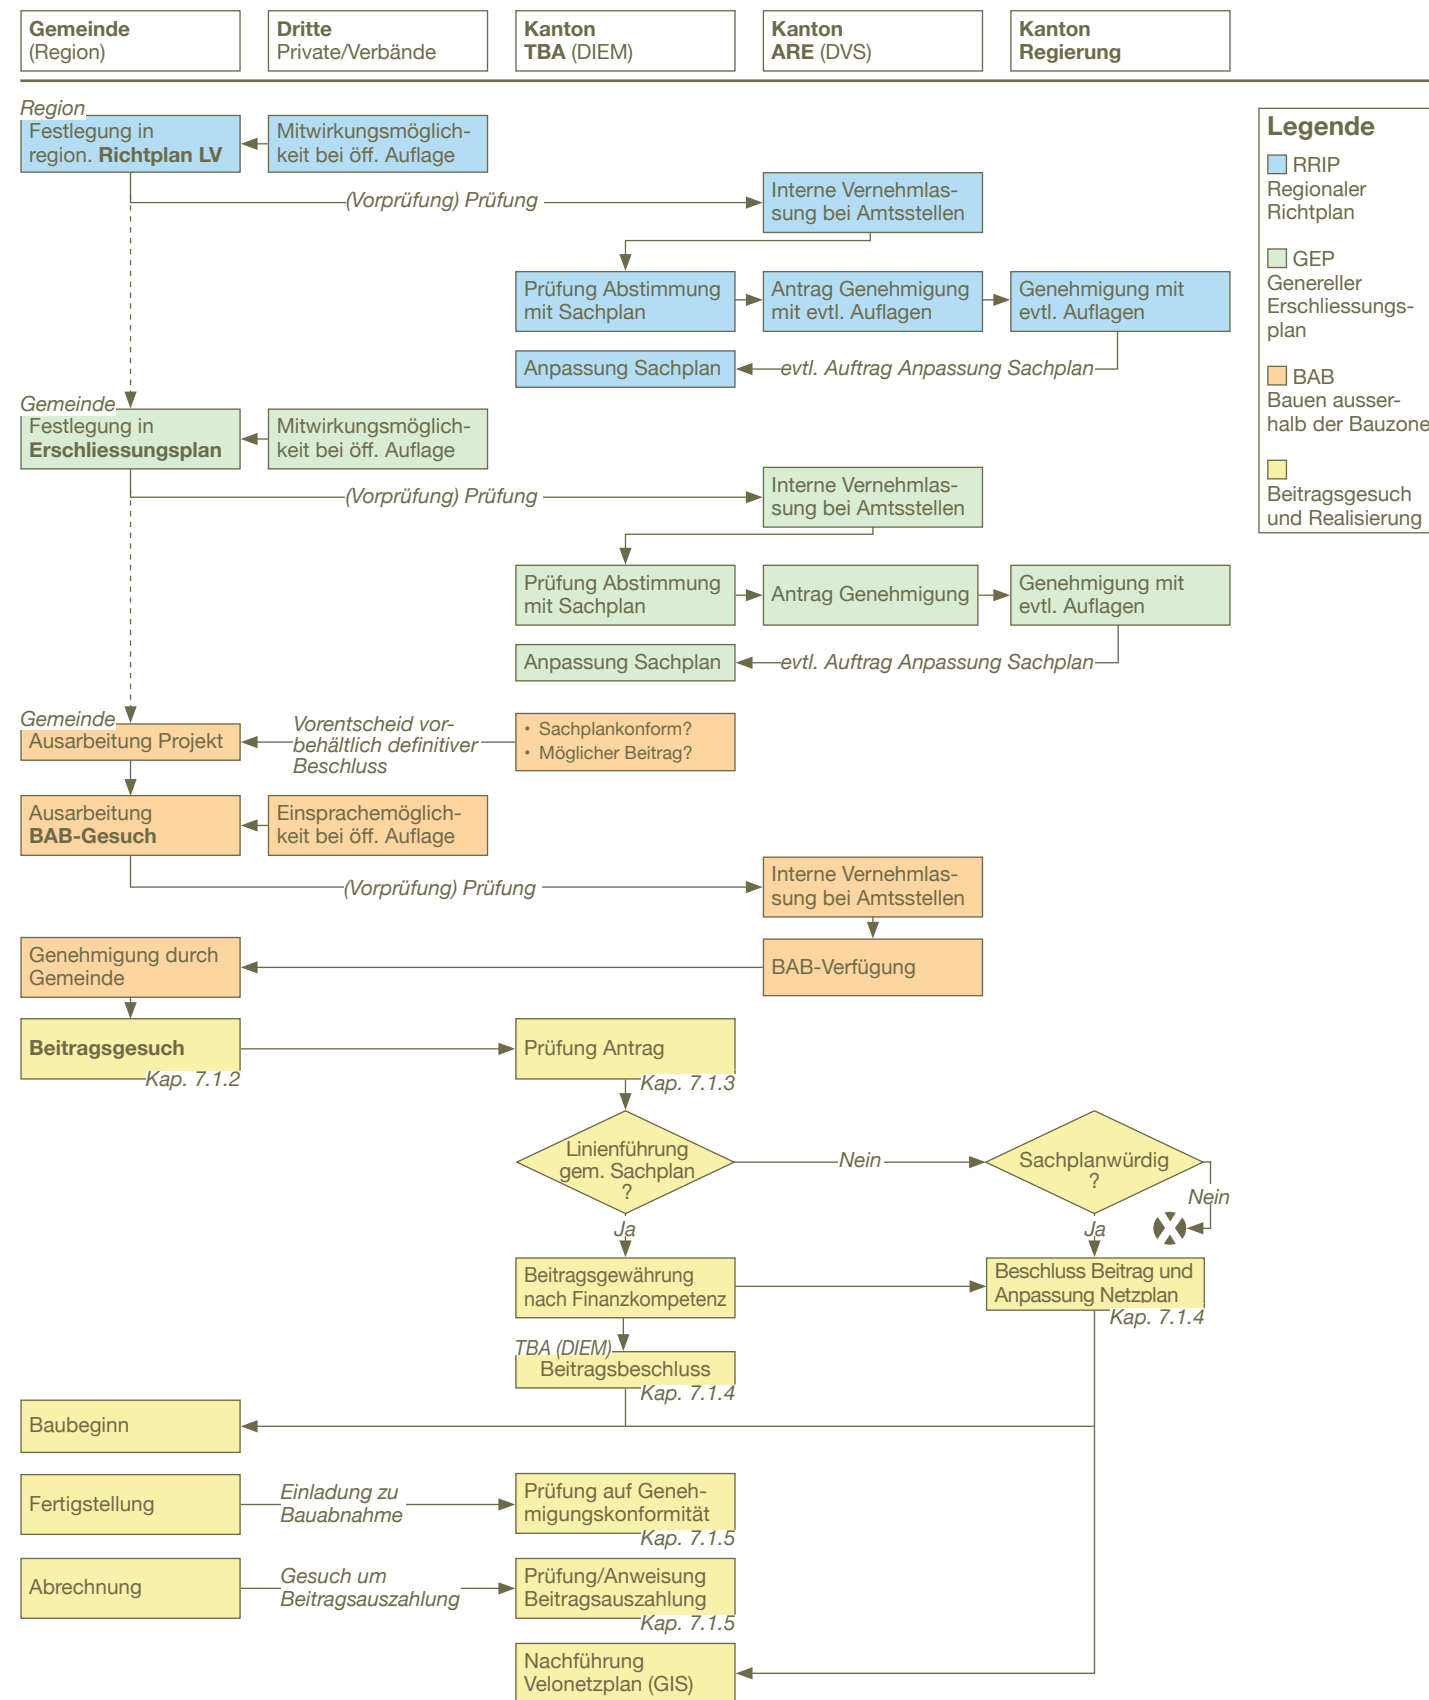 Gemeinde
(Region)
Dritte
Private/Verbände
Kanton
TBA (DIEM)
Kanton
ARE (DVS)
Kanton
Regierung
Region
Festlegung in
region. Richtplan LV
Mitwirkungsmöglich-
keit bei öff. Auflage
(Vorprüfung) Prüfung
Interne Vernehmlas-
sung bei Amtsstellen
Prüfung Abstimmung
mit Sachplan
Antrag Genehmigung
mit evtl. Auflagen
Genehmigung mit
evtl. Auflagen
Anpassung Sachplan
evtl. Auftrag Anpassung Sachplan
Legende
RRIP
Regionaler
Richtplan
GEP
Genereller
Erschliessungs-
plan
BAB
Bauen ausser-
halb der Bauzone
Beitragsgesuch
und Realisierung
Gemeinde
Festlegung in
Erschliessungsplan
Mitwirkungsmöglich-
keit bei öff. Auflage
(Vorprüfung) Prüfung
Interne Vernehmlas-
sung bei Amtsstellen
Prüfung Abstimmung
mit Sachplan
Antrag Genehmigung
Genehmigung mit
evtl. Auflagen
Anpassung Sachplan
evtl. Auftrag Anpassung Sachplan
Gemeinde
Ausarbeitung Projekt
Vorentscheid vor-
behältlich definitiver
Beschluss
• Sachplankonform?
• Möglicher Beitrag?
Ausarbeitung
BAB-Gesuch
Einsprachemöglich-
keit bei öff. Auflage
(Vorprüfung) Prüfung
Interne Vernehmlas-
sung bei Amtsstellen
Genehmigung durch
Gemeinde
BAB-Verfügung
Beitragsgesuch
Kap. 7.1.2
Prüfung Antrag
Kap. 7.1.3
Linienführung
gem. Sachplan
?
Nein
Sachplanwürdig
?
Nein
Ja
Ja
Beitragsgewährung
nach Finanzkompetenz
Beschluss Beitrag und
Anpassung Netzplan
Kap. 7.1.4
TBA (DIEM)
Beitragsbeschluss
Kap. 7.1.4
Baubeginn
Fertigstellung
Einladung zu
Bauabnahme
Prüfung auf Geneh-
migungskonformität
Kap. 7.1.5
Abrechnung
Gesuch um
Beitragsauszahlung
Prüfung/Anweisung
Beitragsauszahlung
Kap. 7.1.5
Nachführung
Velonetzplan (GIS)